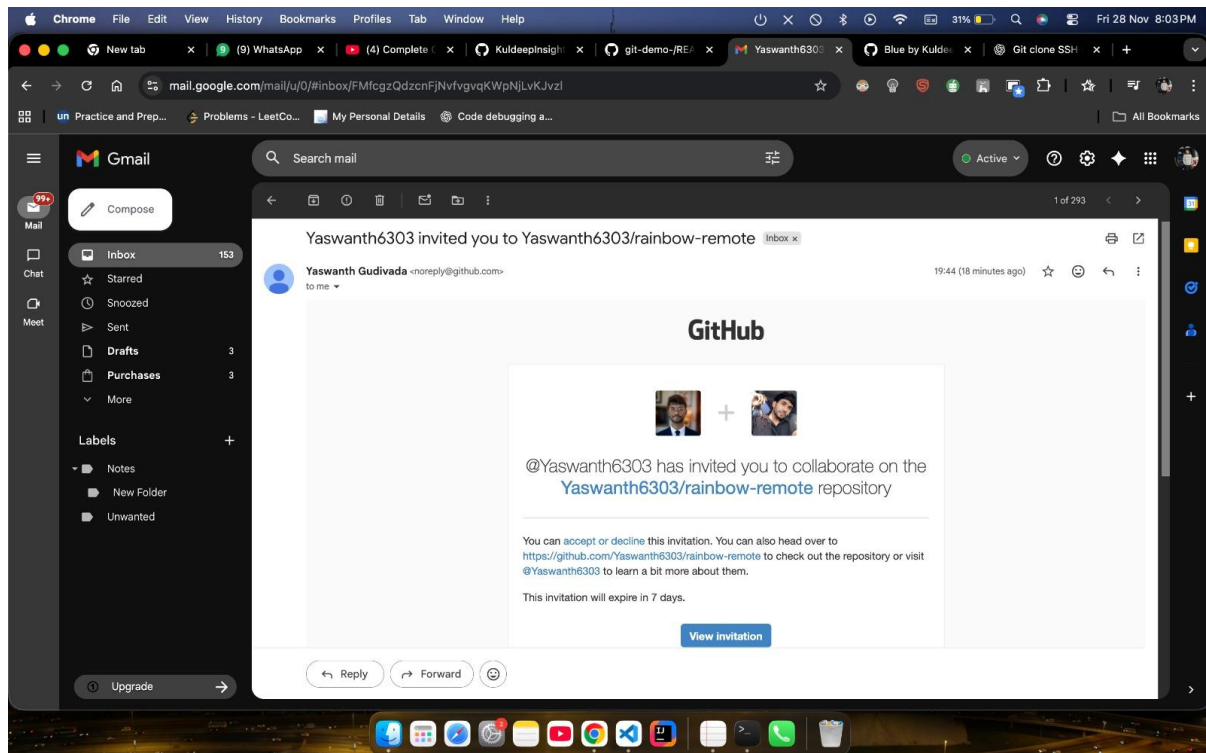 Chrome File Edit View History Bookmarks Profiles Tab Window Help 31% Fri 28 Nov 8:03 PM
New tab (9) WhatsApp (4) Complete KuldeepInsigh git-demo-/REA Yaswanth6303 Blue by Kulde Git clone SSH
mail.google.com/mail/u/0/#inbox/FMfcgzQdzcnFjNvfvgvqKWpNjLvKJvzl
Practice and Prep... Problems - LeetCo... My Personal Details Code debugging a... All Bookmarks
Gmail
Search mail
Active
99+
Mail
Chat
Meet
Compose
Inbox 153
Starred
Snoozed
Sent
Drafts 3
Purchases 3
More
Labels
Notes
New Folder
Unwanted
Upgrade
1 of 293
Yaswanth6303 invited you to Yaswanth6303/rainbow-remote Inbox x
Yaswanth Gudivada <noreply@github.com> 19:44 (18 minutes ago)
to me
GitHub
@Yaswanth6303 has invited you to collaborate on the
Yaswanth6303/rainbow-remote repository
You can accept or decline this invitation. You can also head over to
https://github.com/Yaswanth6303/rainbow-remote to check out the repository or visit
@Yaswanth6303 to learn a bit more about them.
This invitation will expire in 7 days.
View invitation
Reply Forward